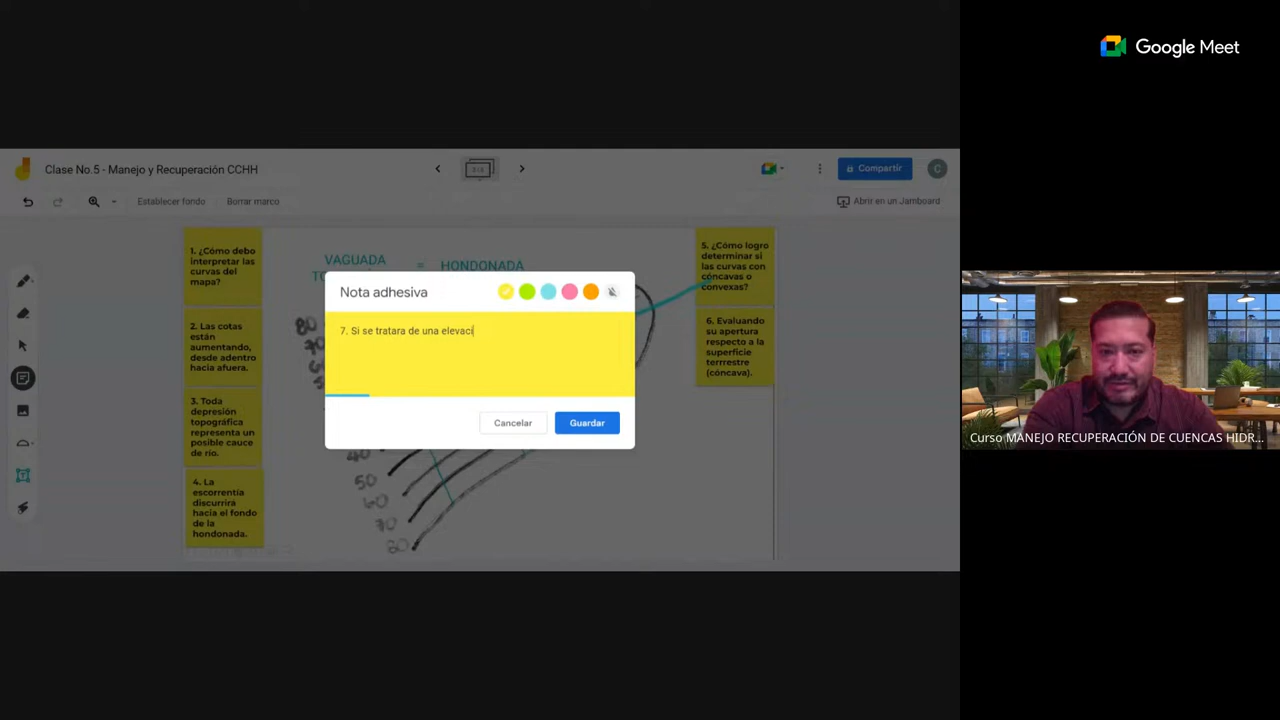 Google Meet
Clase No.5 - Manejo y Recuperación CCHH
Compartir
C
Establecer fondo
Borrar marco
Abrir en un Jamboard
1. ¿Cómo debo
interpretar las
curvas del
mapa?
2. Las cotas
están
aumentando,
desde adentro
hacia afuera.
3. Toda
depresión
topográfica
representa un
posible cauce
de río.
4. La
escorrentía
discurrirá
hacia el fondo
de la
hondonada.
VAGUADA = HONDONADA
80
Nota adhesiva
7. Si se tratara de una elevaci
Cancelar
Guardar
50
60
70
80
5. ¿Cómo logro
determinar si
las curvas con
cóncavas o
convexas?
6. Evaluando
su apertura
respecto a la
superficie
terrrestre
(cóncava).
Curso MANEJO RECUPERACIÓN DE CUENCAS HIDR...